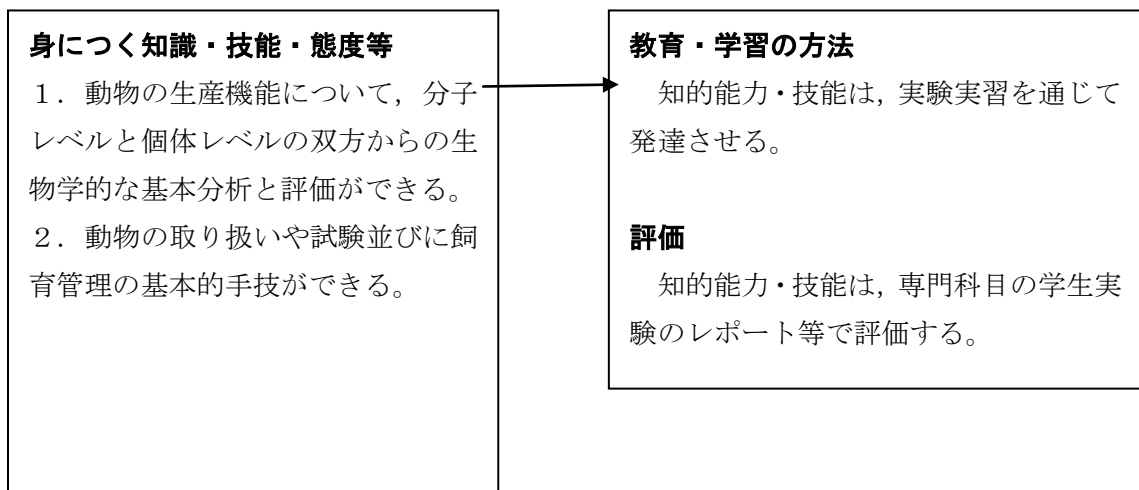 身につく知識・技能・態度等
１．動物の生産機能について，分子
レベルと個体レベルの双方からの生
物学的な基本分析と評価ができる。
２．動物の取り扱いや試験並びに飼
育管理の基本的手技ができる。
教育・学習の方法
　知的能力・技能は，実験実習を通じて
発達させる。
評価
　知的能力・技能は，専門科目の学生実
験のレポート等で評価する。